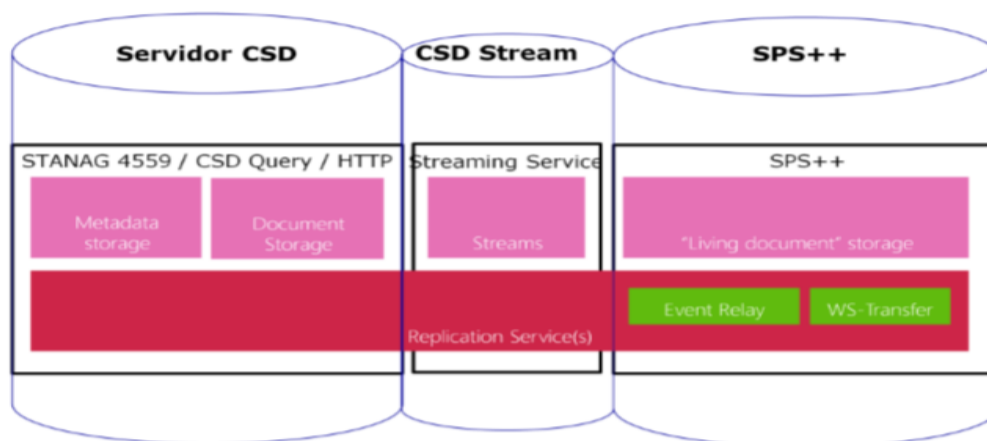 Servidor CSD
CSD Stream
SPS++
STANAG 4559 / CSD Query / HTTP
Streaming Service
SPS++
Metadata
storage
Document
Storage
Streams
"Living document" storage
Event Relay
WS-Transfer
Replication Service(s)